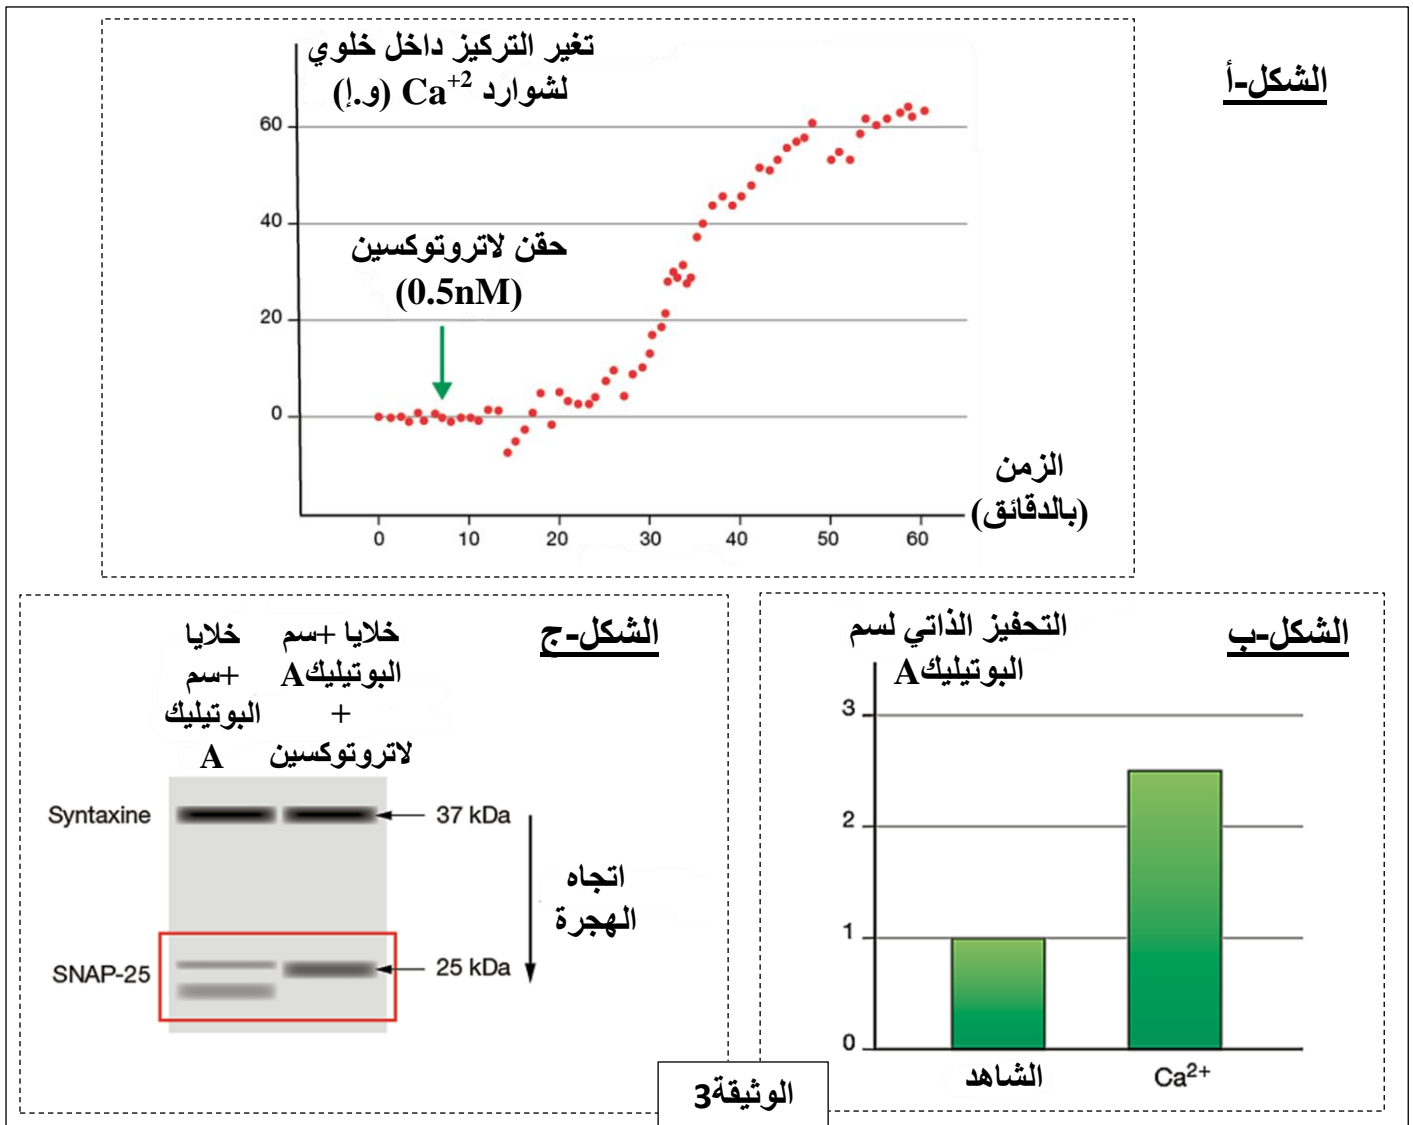 الشكل-أ
تغير التركيز داخل خلوي
لشوارد Ca⁺² (و.إ)
60
40
20
0
حقن لاتروتوكسين
(0.5nM)
الزمن
(بالدقائق)
0 10 20 30 40 50 60
الشكل-ب
التحفيز الذاتي لسم
البوتيليكA
3
2
1
0
الشاهد
Ca²⁺
الشكل-ج
خلايا +سم
البوتيليكA
+
لاتروتوكسين
خلايا
+سم
البوتيليك
A
Syntaxine
37 kDa
اتجاه
الهجرة
SNAP-25
25 kDa
الوثيقة3